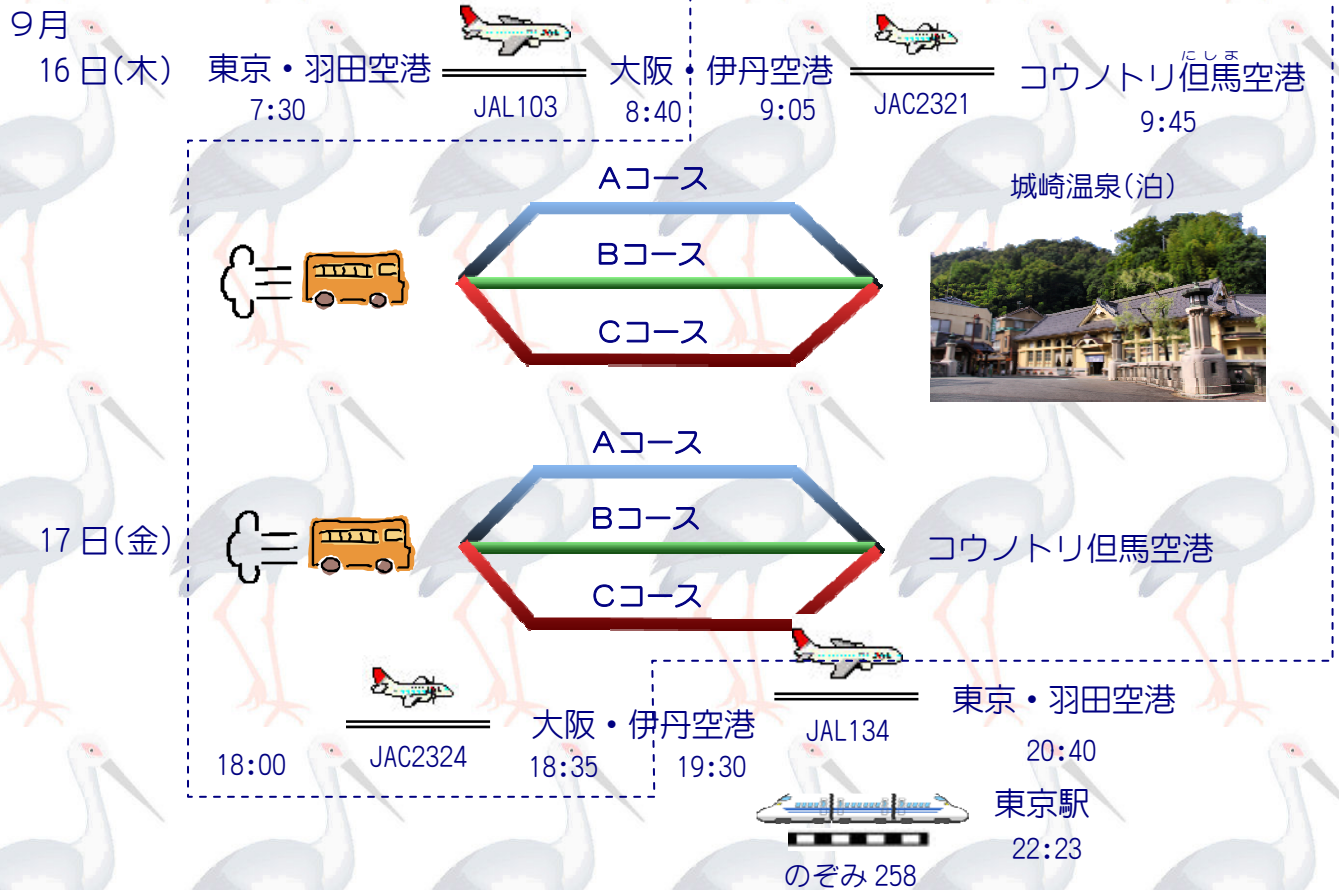 9月
16日(木) 東京・羽田空港 大阪・伊丹空港 コウノトリ但馬空港
にしま
7:30 JAL103 8:40 9:05 JAC2321 9:45
Aコース
城崎温泉(泊)
Bコース
Cコース
Aコース
17日(金) Bコース コウノトリ但馬空港
Cコース
大阪・伊丹空港 東京・羽田空港
18:00 JAC2324 18:35 19:30 JAL134 20:40
東京駅
22:23
のぞみ258